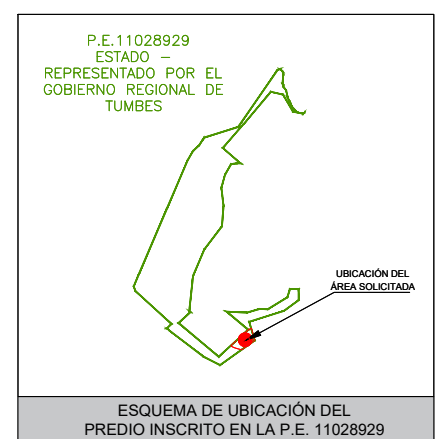 P.E.11028929
ESTADO –
REPRESENTADO POR EL
GOBIERNO REGIONAL DE
TUMBES
UBICACIÓN DEL
ÁREA SOLICITADA
ESQUEMA DE UBICACIÓN DEL
PREDIO INSCRITO EN LA P.E. 11028929